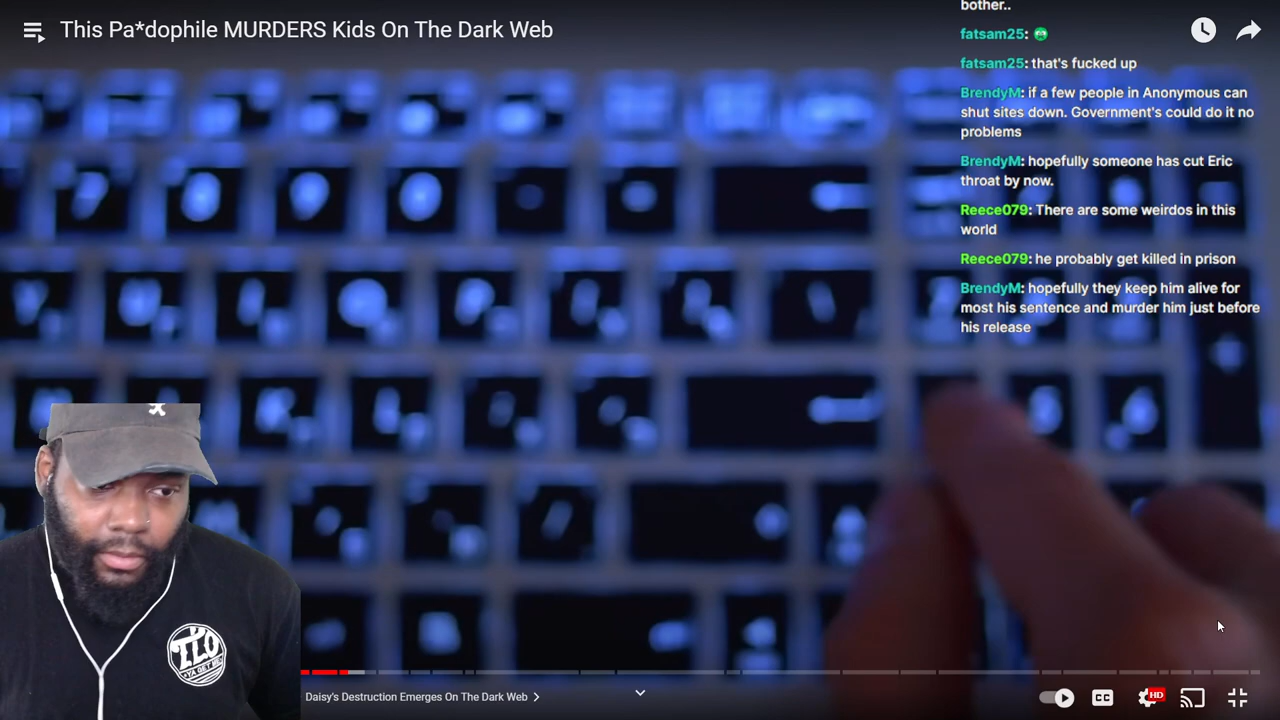 This Pa*dophile MURDERS Kids On The Dark Web
bother..
fatsam25:
fatsam25: that's fucked up
BrendyM: if a few people in Anonymous can
shut sites down. Government's could do it no
problems
BrendyM: hopefully someone has cut Eric
throat by now.
Reece079: There are some weirdos in this
world
Reece079: he probably get killed in prison
BrendyM: hopefully they keep him alive for
most his sentence and murder him just before
his release
TLO
Daisy's Destruction Emerges On The Dark Web
CC
HD